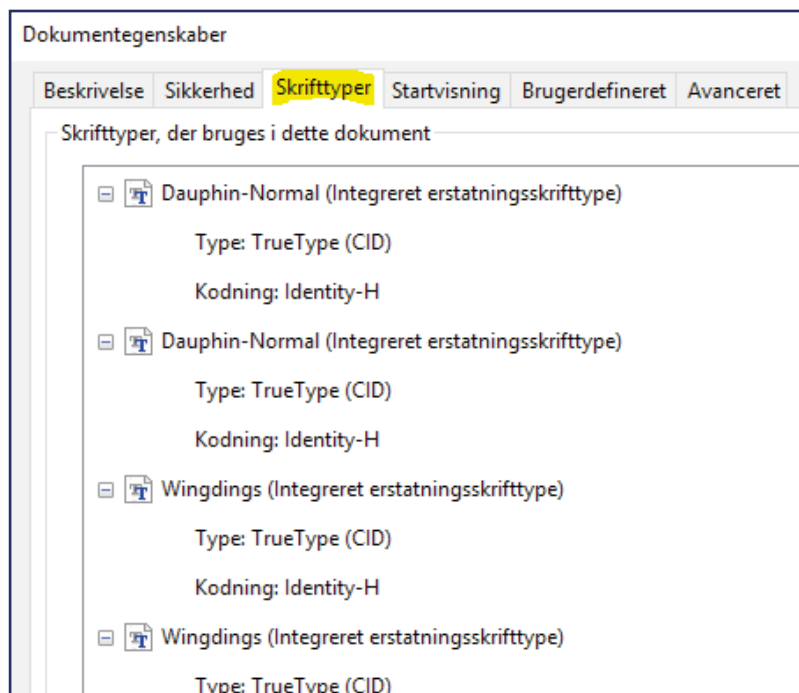 Dokumentegenskaber
Beskrivelse Sikkerhed Skrifttyper Startvisning Brugerdefineret Avanceret
Skrifttyper, der bruges i dette dokument
Dauphin-Normal (Integreret erstatningsskrifttype)
Type: TrueType (CID)
Kodning: Identity-H
Dauphin-Normal (Integreret erstatningsskrifttype)
Type: TrueType (CID)
Kodning: Identity-H
Wingdings (Integreret erstatningsskrifttype)
Type: TrueType (CID)
Kodning: Identity-H
Wingdings (Integreret erstatningsskrifttype)
Type: TrueType (CID)